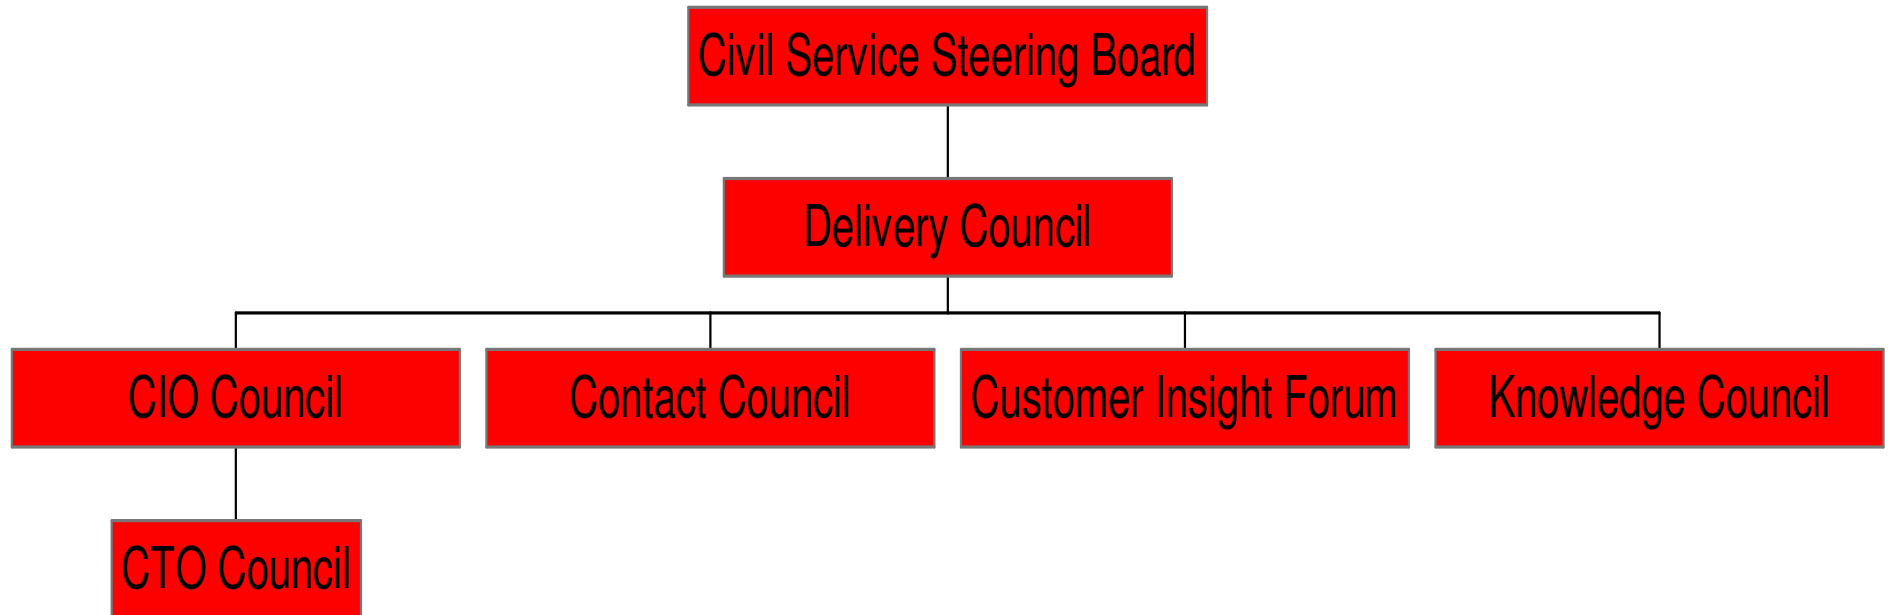 Civil Service Steering Board
Delivery Council
CIO Council
Contact Council
Customer Insight Forum
Knowledge Council
CTO Council